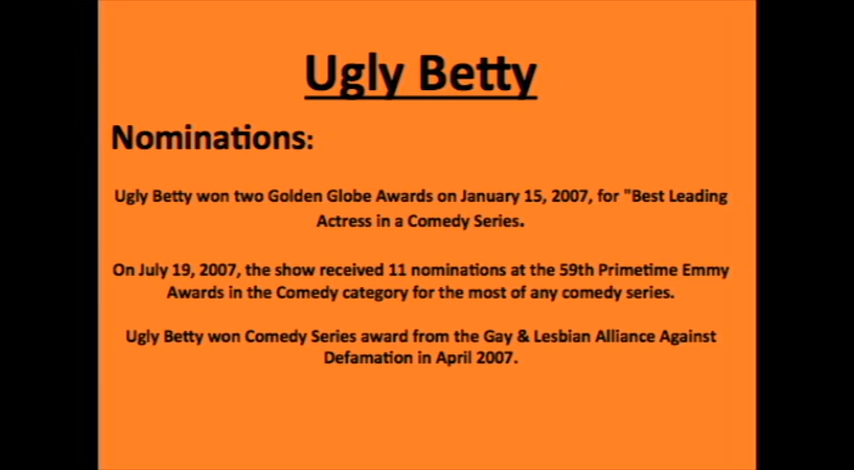 Ugly Betty
Nominations:
Ugly Betty won two Golden Globe Awards on January 15, 2007, for "Best Leading
Actress in a Comedy Series.
On July 19, 2007, the show received 11 nominations at the 59th Primetime Emmy
Awards in the Comedy category for the most of any comedy series.
Ugly Betty won Comedy Series award from the Gay & Lesbian Alliance Against
Defamation in April 2007.